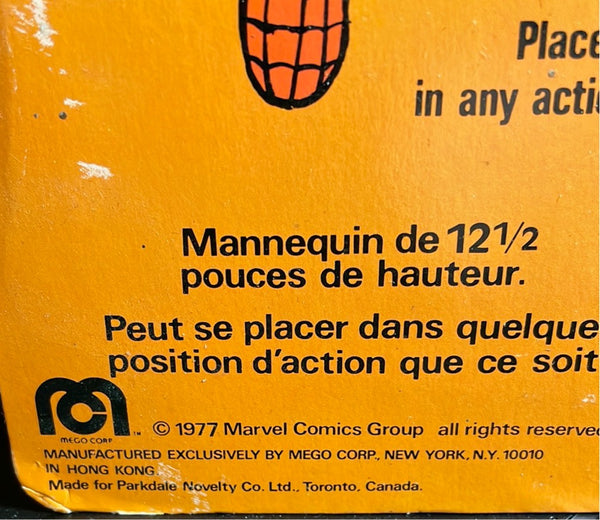 Place
in any acti
Mannequin de 12½
pouces de hauteur.
Peut se placer dans quelque
position d'action que ce soit
MEGO CORP ™ © 1977 Marvel Comics Group all rights reserve
MANUFACTURED EXCLUSIVELY BY MEGO CORP., NEW YORK, N.Y. 10010
IN HONG KONG.
Made for Parkdale Novelty Co. Ltd., Toronto, Canada.